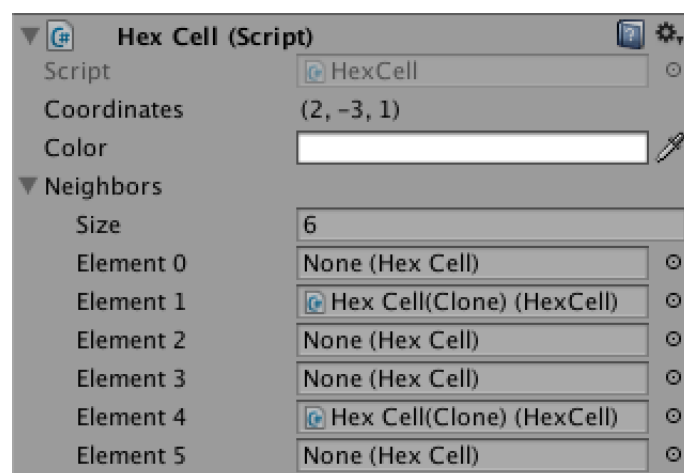 Hex Cell (Script)
Script HexCell
Coordinates (2, -3, 1)
Color
Neighbors
Size 6
Element 0 None (Hex Cell)
Element 1 Hex Cell(Clone) (HexCell)
Element 2 None (Hex Cell)
Element 3 None (Hex Cell)
Element 4 Hex Cell(Clone) (HexCell)
Element 5 None (Hex Cell)